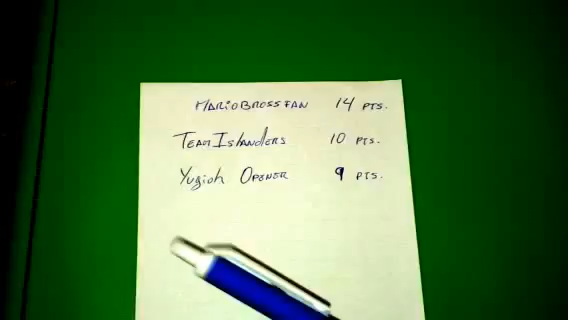 MARIOBROSSFAN 14 PTS.
TEAMISLANDERS 10 PTS.
YUGIOH OPENER 9 PTS.